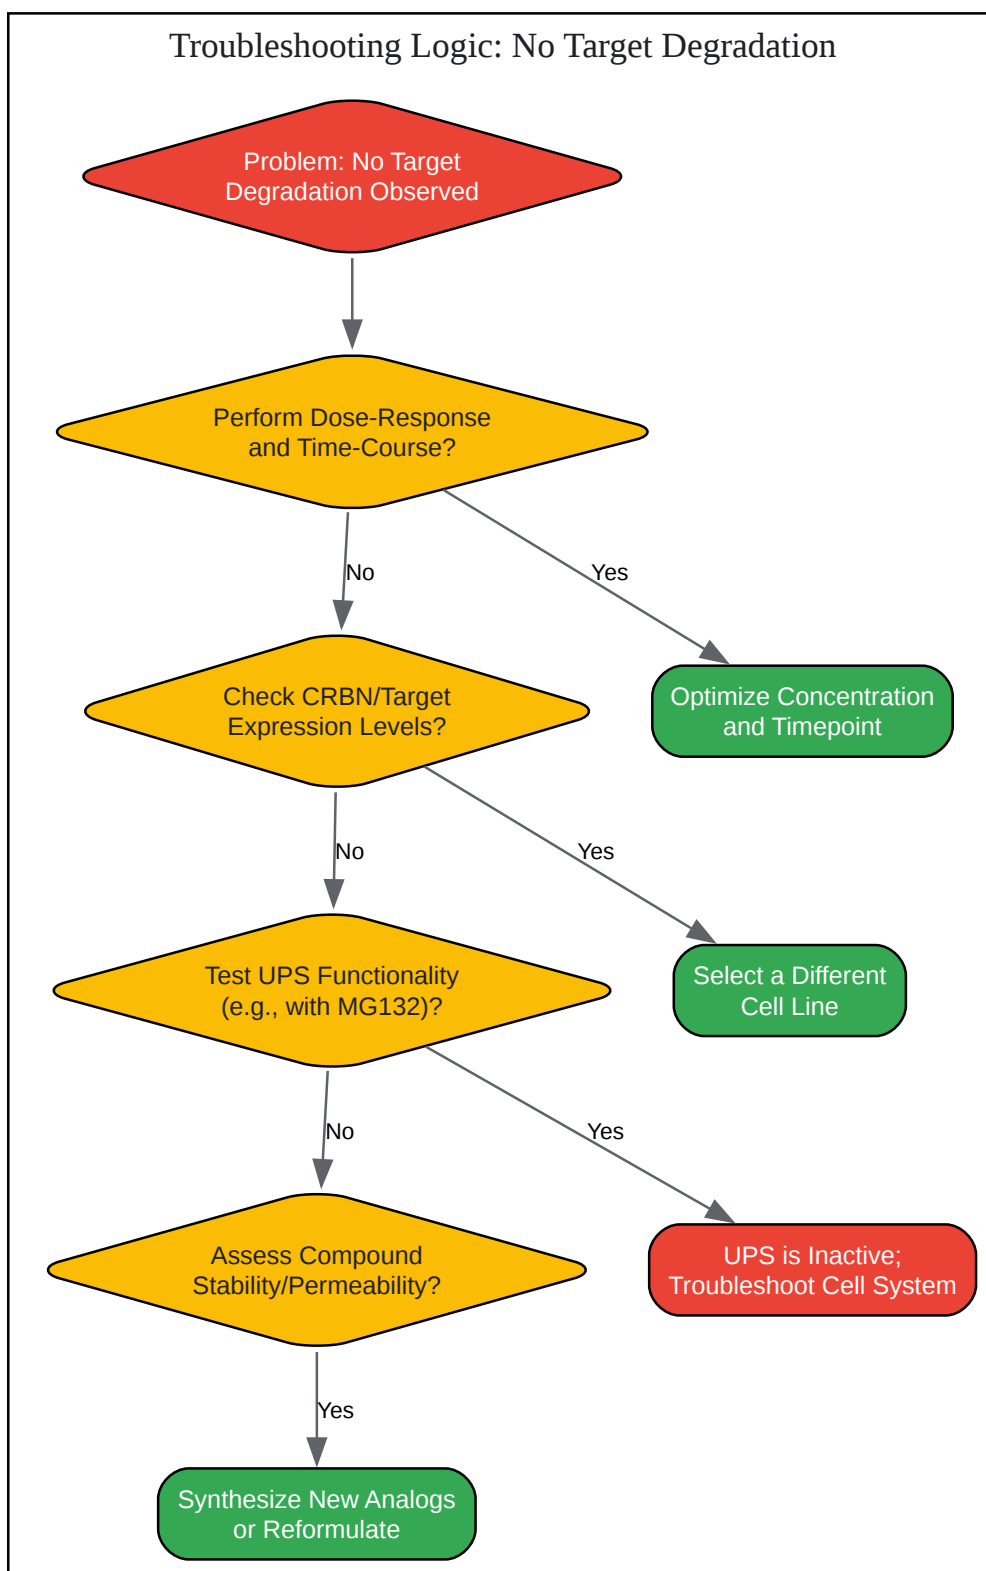 Troubleshooting Logic: No Target Degradation
Problem: No Target
Degradation Observed
Perform Dose-Response
and Time-Course?
No
Yes
Check CRBN/Target
Expression Levels?
Optimize Concentration
and Timepoint
No
Yes
Test UPS Functionality
(e.g., with MG132)?
Select a Different
Cell Line
No
Yes
Assess Compound
Stability/Permeability?
UPS is Inactive;
Troubleshoot Cell System
Yes
Synthesize New Analogs
or Reformulate